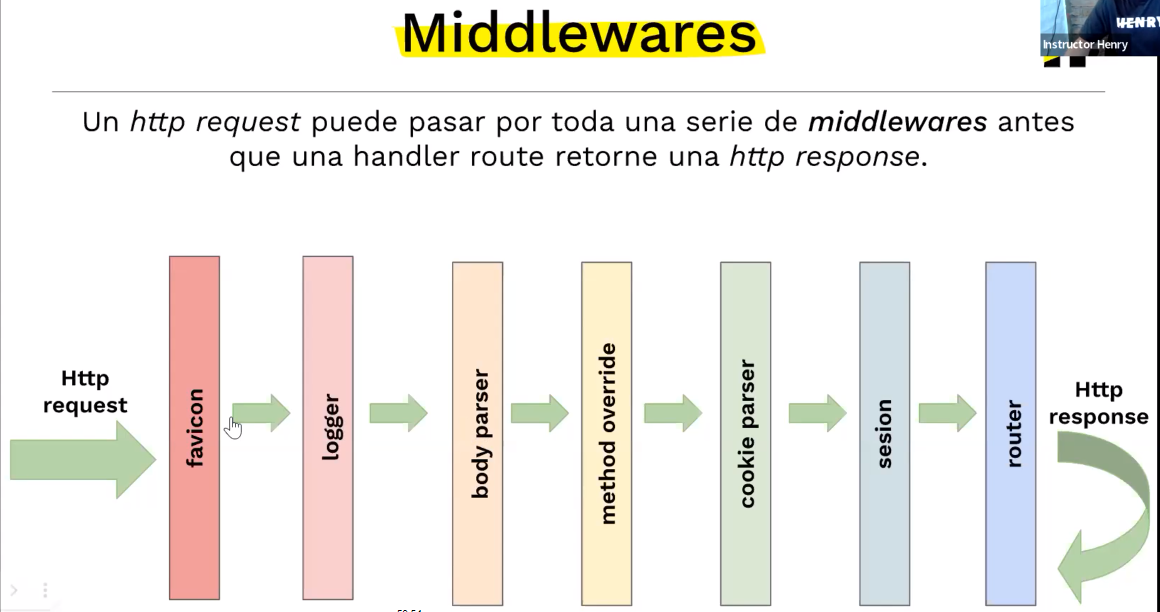 Middlewares
HENRY
Instructor Henry
Un http request puede pasar por toda una serie de middlewares antes
que una handler route retorne una http response.
Http
request
favicon
logger
body parser
method override
cookie parser
sesion
router
Http
response